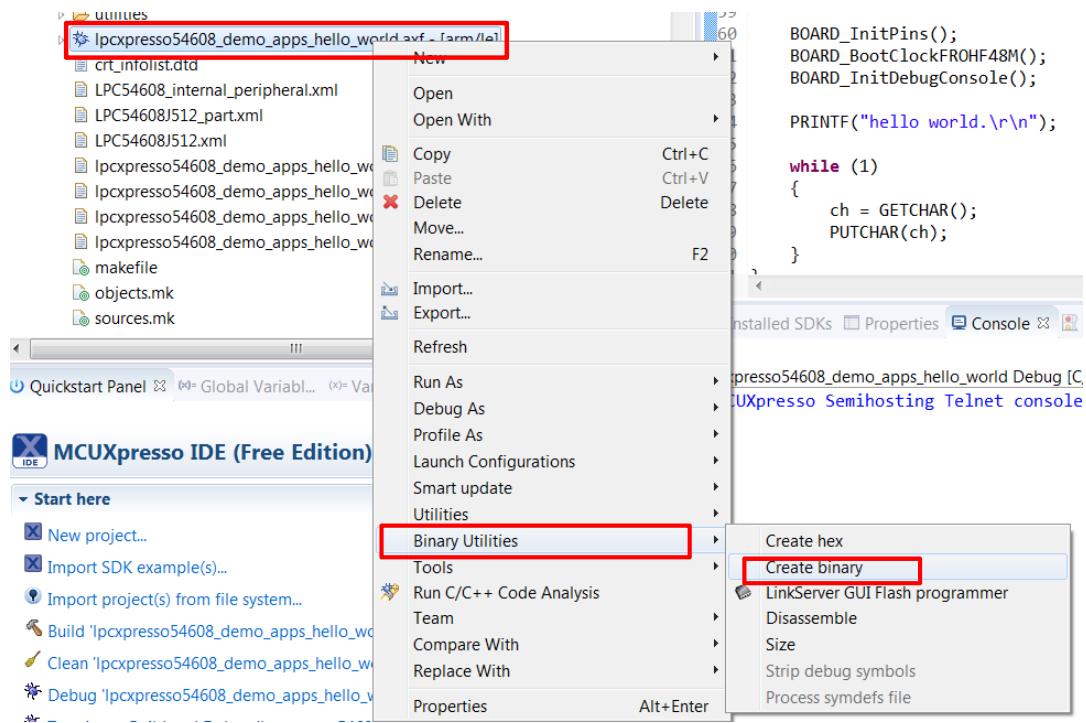 utilities
lpcxpresso54608_demo_apps_hello_world.axf - [arm/le]
crt_infolist.dtd
LPC54608_internal_peripheral.xml
LPC54608J512_part.xml
LPC54608J512.xml
lpcxpresso54608_demo_apps_hello_wo
lpcxpresso54608_demo_apps_hello_wo
lpcxpresso54608_demo_apps_hello_wo
lpcxpresso54608_demo_apps_hello_wo
makefile
objects.mk
sources.mk
Quickstart Panel Global Variabl... Var
MCUXpresso IDE (Free Edition)
IDE
Start here
New project...
Import SDK example(s)...
Import project(s) from file system...
Build 'lpcxpresso54608_demo_apps_hello_wo
Clean 'lpcxpresso54608_demo_apps_hello_wo
Debug 'lpcxpresso54608_demo_apps_hello_w
New
Open
Open With
Copy Ctrl+C
Paste Ctrl+V
Delete Delete
Move...
Rename... F2
Import...
Export...
Refresh
Run As
Debug As
Profile As
Launch Configurations
Smart update
Utilities
Binary Utilities
Tools
Run C/C++ Code Analysis
Team
Compare With
Replace With
Properties Alt+Enter
Create hex
Create binary
LinkServer GUI Flash programmer
Disassemble
Size
Strip debug symbols
Process symdefs file
59
60 BOARD_InitPins();
BOARD_BootClockFROHF48M();
BOARD_InitDebugConsole();
PRINTF("hello world.\r\n");
while (1)
{
ch = GETCHAR();
PUTCHAR(ch);
}
}
nstalled SDKs Properties Console
xpresso54608_demo_apps_hello_world Debug [C/
CUXpresso Semihosting Telnet console